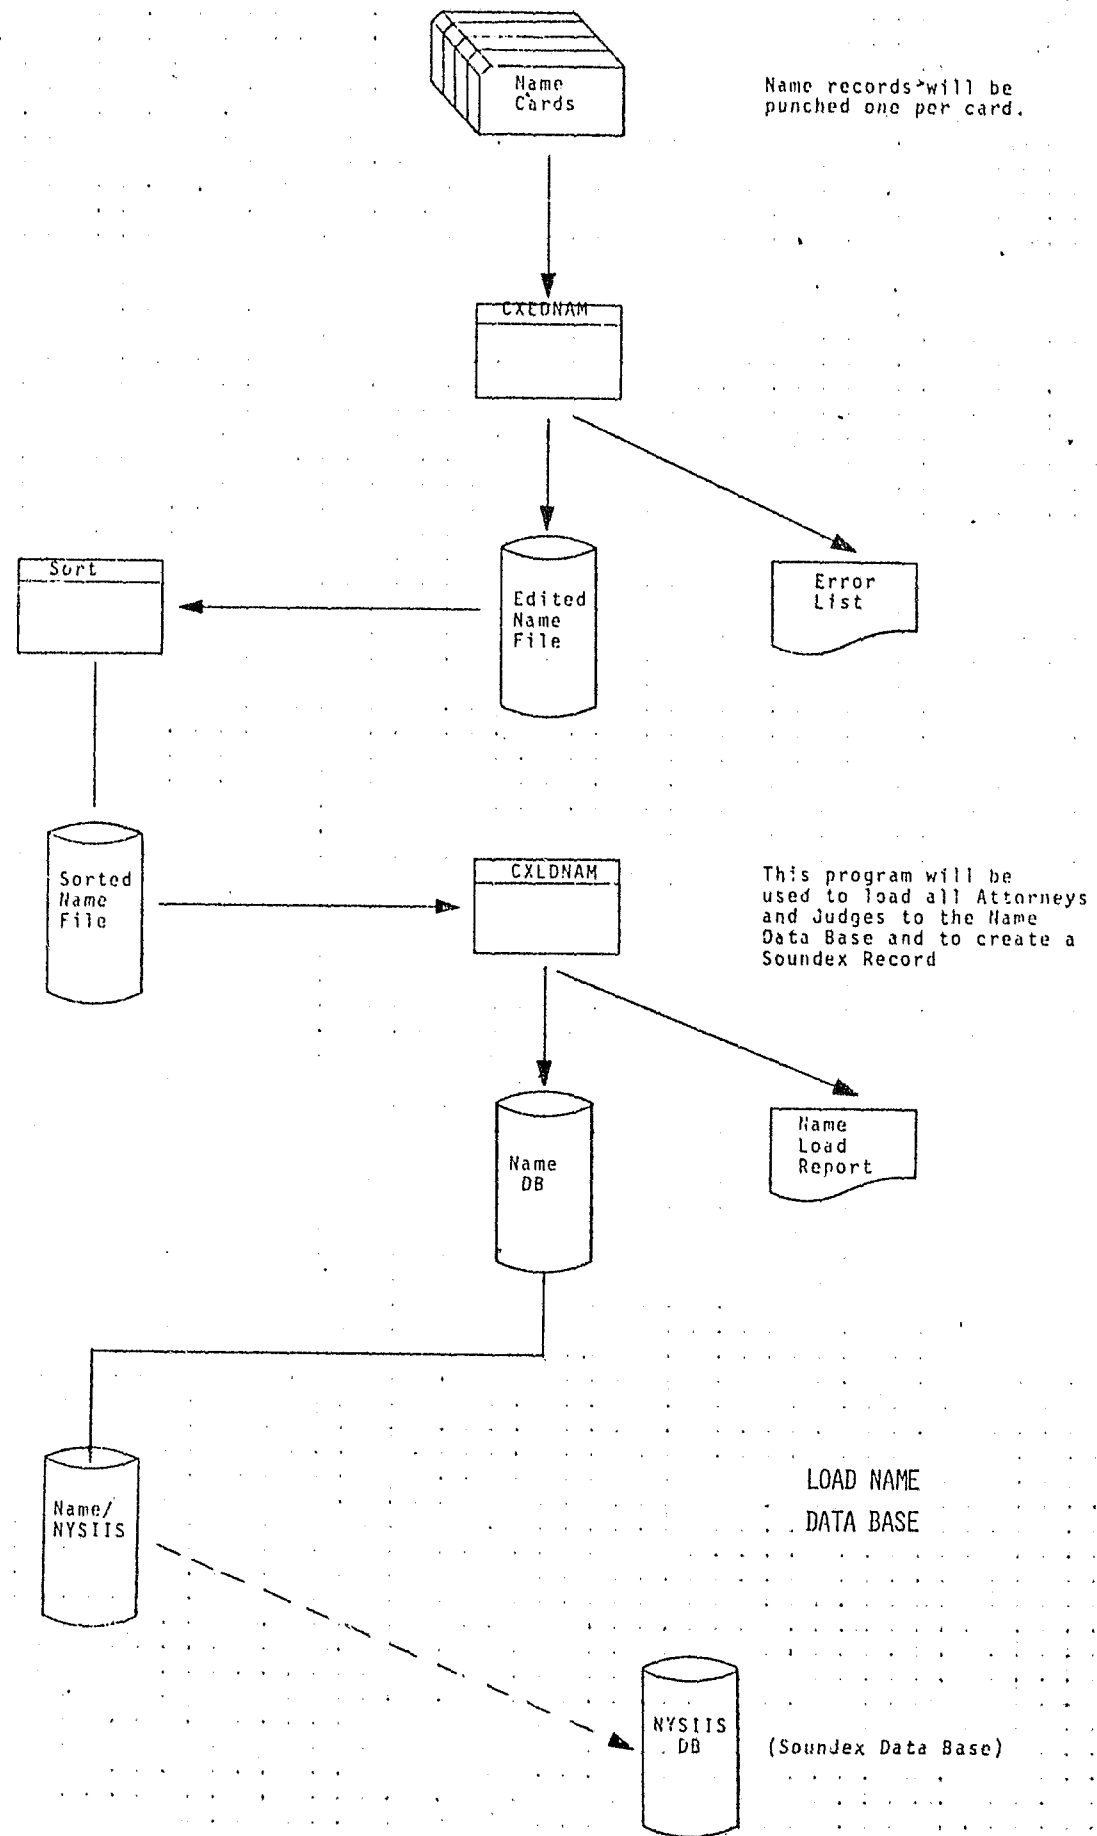 Name
Cards
Name records will be
punched one per card.
CXEDNAM
Sort
Edited
Name
File
Error
List
Sorted
Name
File
CXLDNAM
This program will be
used to load all Attorneys
and Judges to the Name
Data Base and to create a
Soundex Record
Name
DB
Name
Load
Report
Name/
NYSIIS
LOAD NAME
DATA BASE
NYSIIS
DB
(Soundex Data Base)